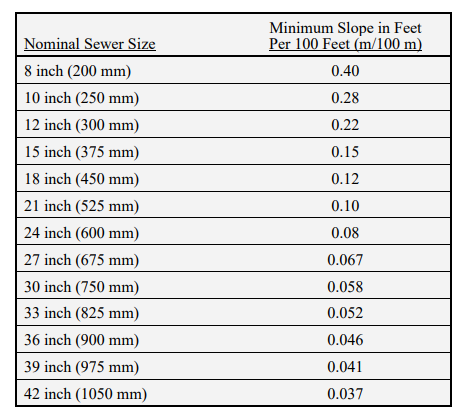 Nominal Sewer Size
Minimum Slope in Feet
Per 100 Feet (m/100 m)
8 inch (200 mm) 0.40
10 inch (250 mm) 0.28
12 inch (300 mm) 0.22
15 inch (375 mm) 0.15
18 inch (450 mm) 0.12
21 inch (525 mm) 0.10
24 inch (600 mm) 0.08
27 inch (675 mm) 0.067
30 inch (750 mm) 0.058
33 inch (825 mm) 0.052
36 inch (900 mm) 0.046
39 inch (975 mm) 0.041
42 inch (1050 mm) 0.037